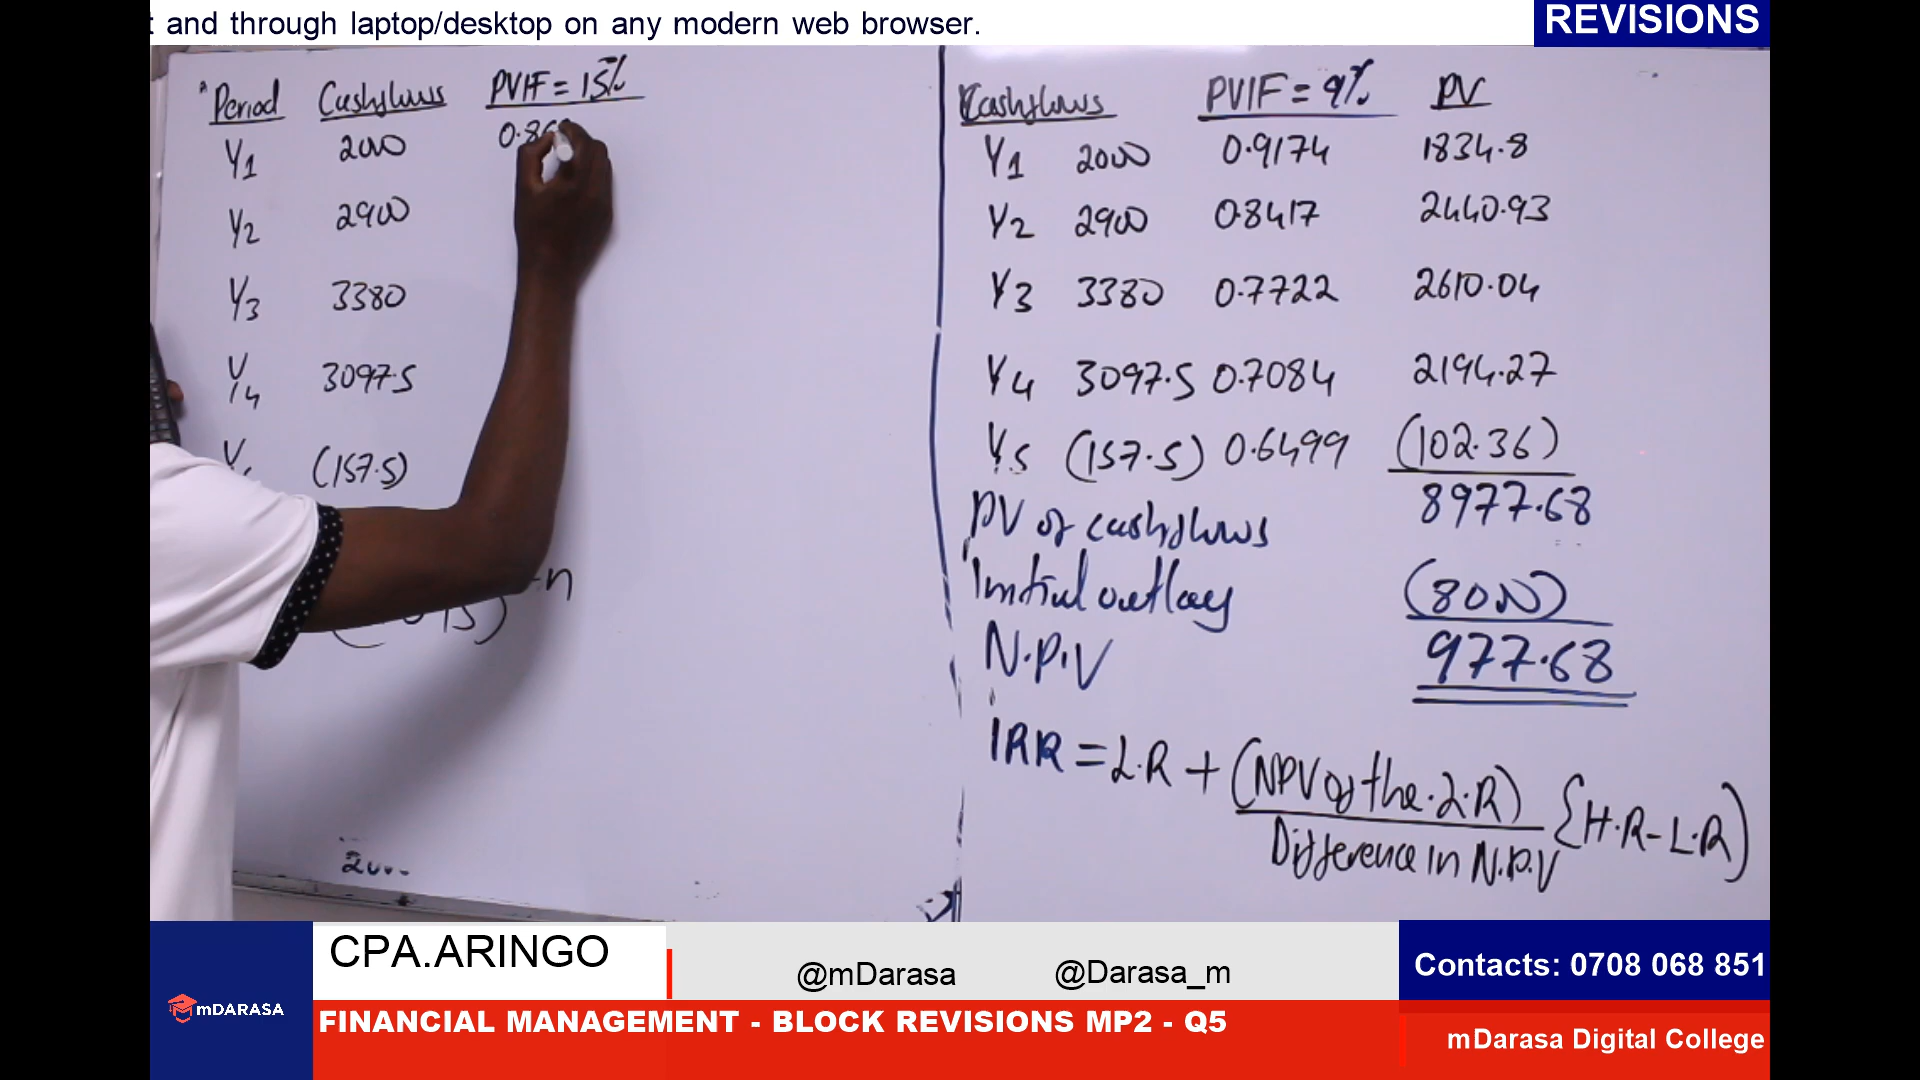 and through laptop/desktop on any modern web browser.
REVISIONS
Period Cashflows PVIF = 15%
Y1 2000 0.86
Y2 2900
Y3 3380
Y4 3097.5
(157.5)
-n
Cashflows PVIF = 9% PV
Y1 2000 0.9174 1834.8
Y2 2900 0.8417 2440.93
Y3 3380 0.7722 2610.04
Y4 3097.5 0.7084 2194.27
Y5 (157.5) 0.6499 (102.36)
PV of cashflows 8977.68
Initial outlay (8000)
N.P.V 977.68
IRR = L.R + (NPV of the L.R) {H.R - L.R)
Difference in N.P.V
CPA.ARINGO
@mDarasa @Darasa_m
Contacts: 0708 068 851
mDARASA
FINANCIAL MANAGEMENT - BLOCK REVISIONS MP2 - Q5
mDarasa Digital College